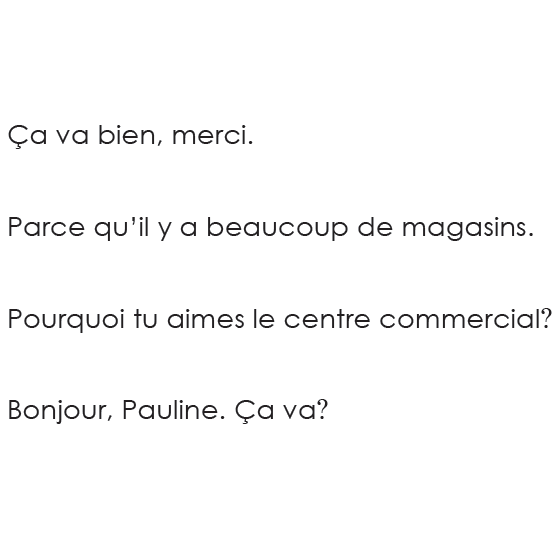 Ça va bien, merci.
Parce qu’il y a beaucoup de magasins.
Pourquoi tu aimes le centre commercial?
Bonjour, Pauline. Ça va?